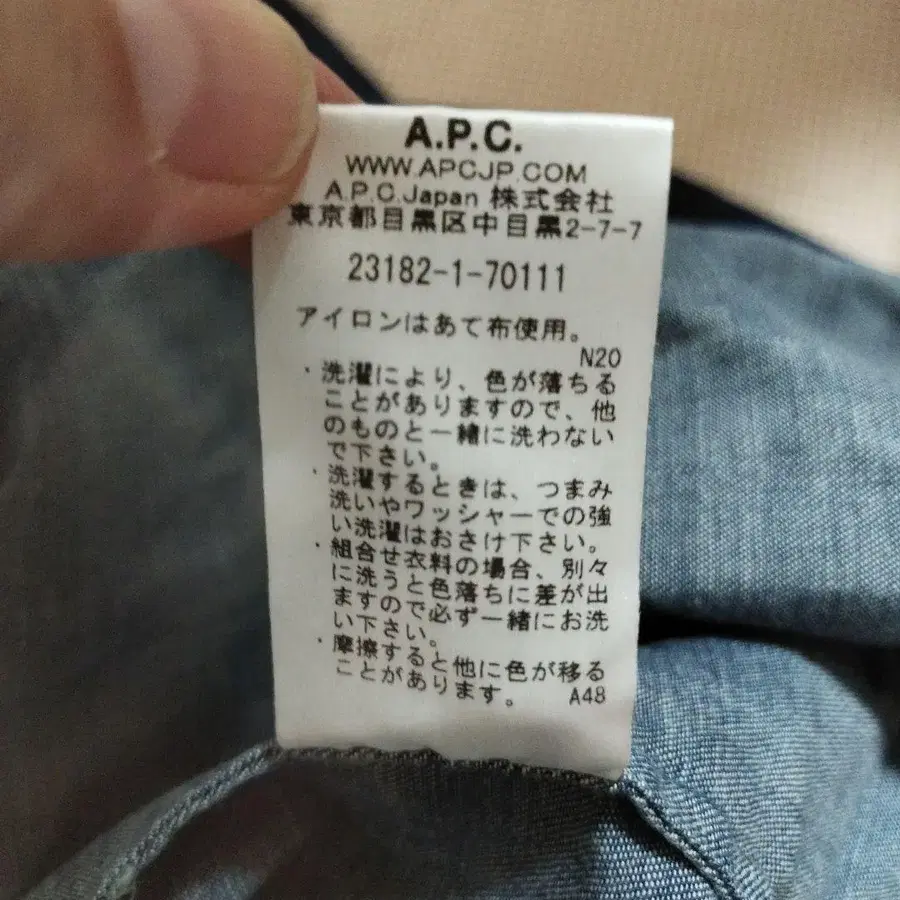 A.P.C.
WWW.APCJP.COM
A.P.C.Japan 株式会社
東京都目黒区中目黒2-7-7
23182-1-70111
アイロンはあて布使用。
N20
・洗濯により、色が落ちる
ことがありますので、他
のものと一緒に洗わない
で下さい。
・洗濯するときは、つまみ
洗いやワッシャーでの強
い洗濯はおさけ下さい。
・組合せ衣料の場合、別々
に洗うと色落ちに差が出
ますので必ず一緒にお洗
い下さい。
・摩擦すると他に色が移る
ことがあります。 A48